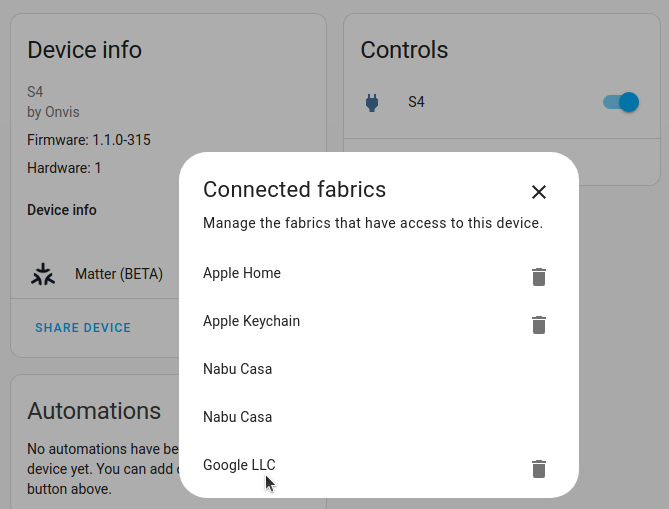 Device info
S4
by Onvis
Firmware: 1.1.0-315
Hardware: 1
Device info
Matter (BETA)
SHARE DEVICE
Automations
No automations have be
device yet. You can add
button above.
Controls
S4
Connected fabrics
Manage the fabrics that have access to this device.
Apple Home
Apple Keychain
Nabu Casa
Nabu Casa
Google LLC